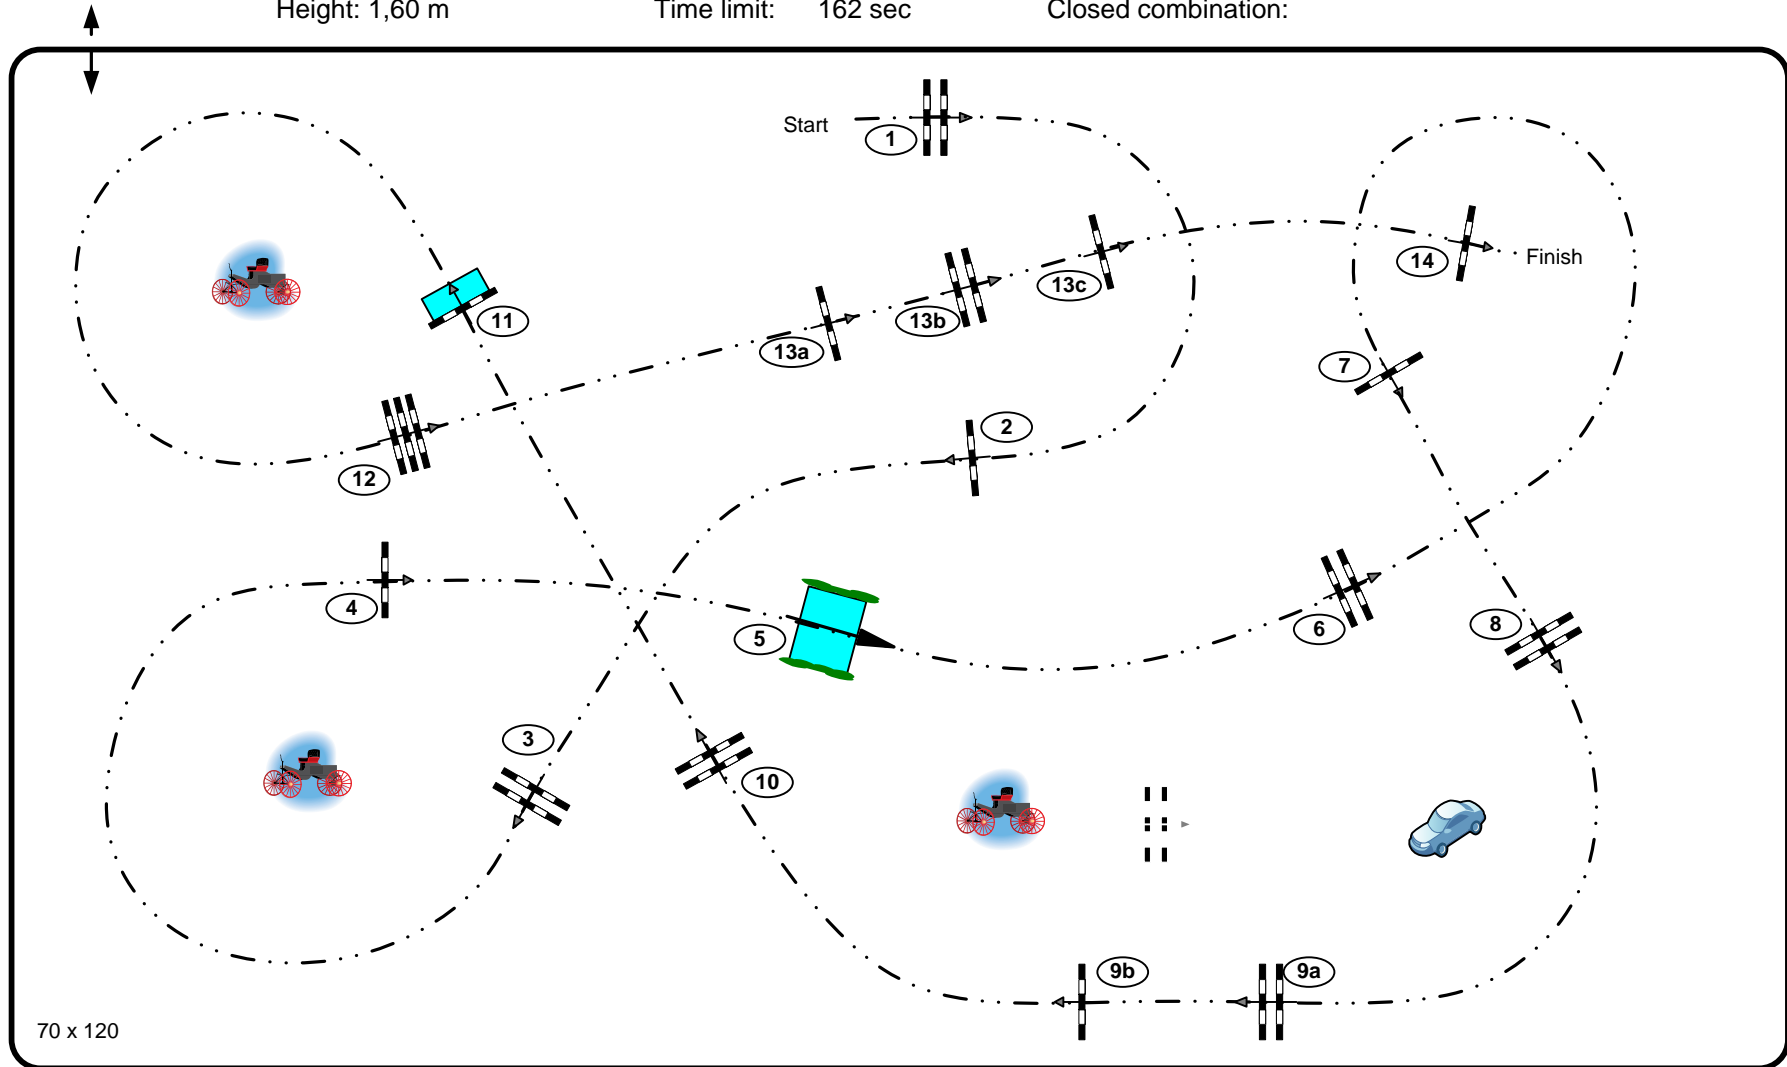 Height: 1,60 m Time limit: 162 sec Closed combination:
Start
1
14
Finish
13c
13b
11
13a
7
2
12
4
8
6
5
3
10
9b
9a
70 x 120